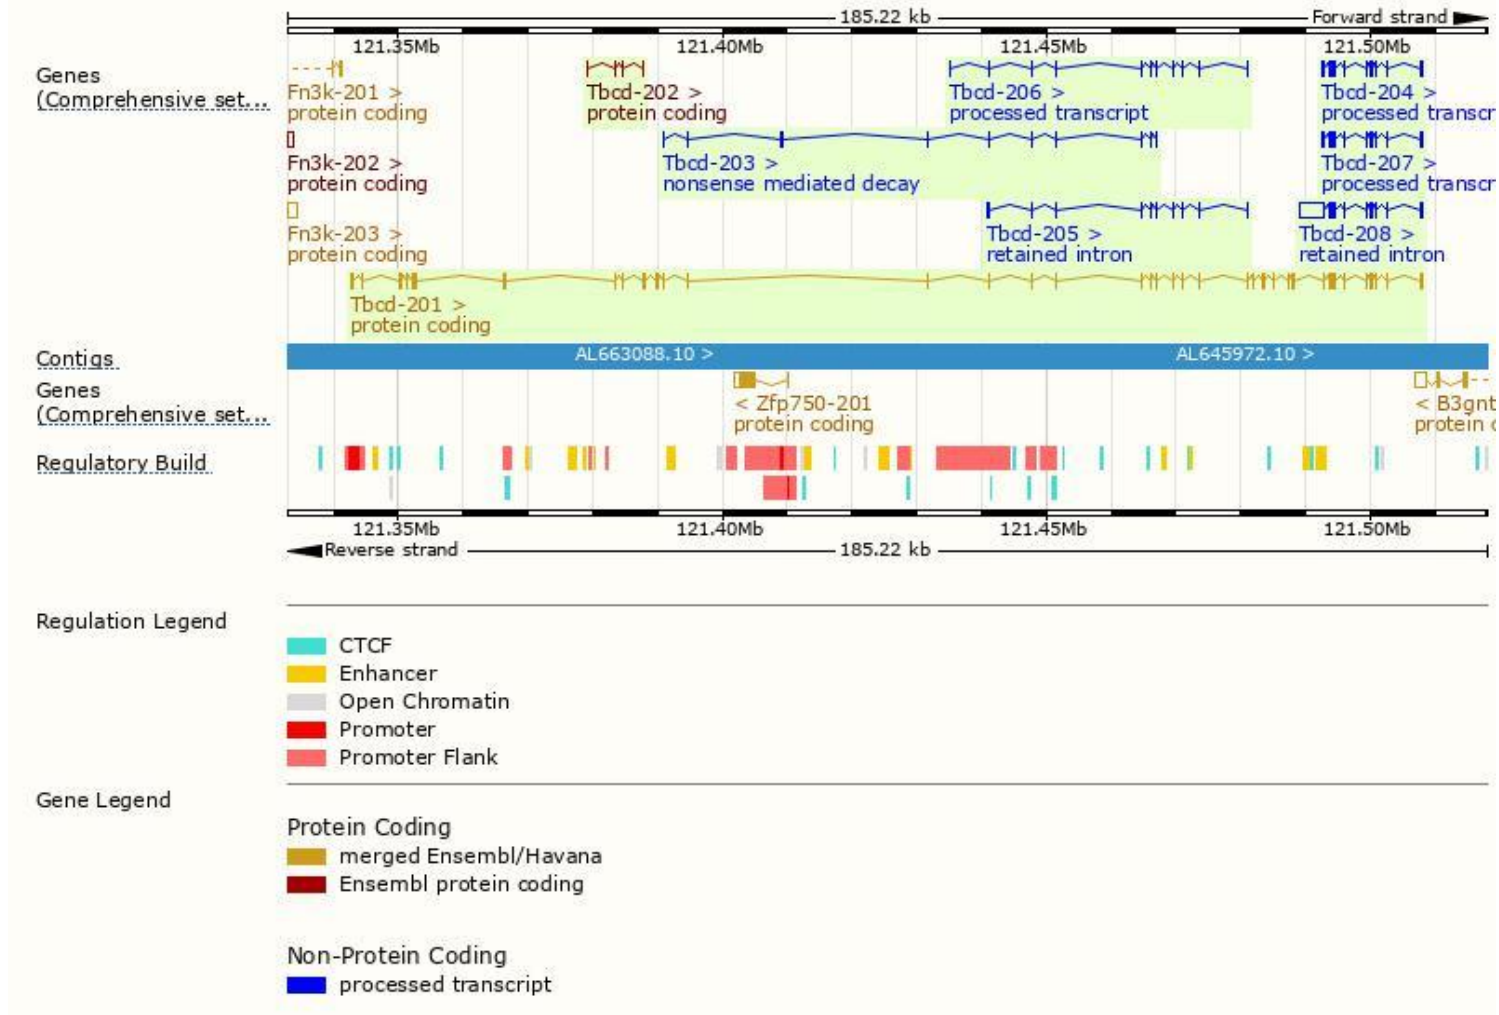 185.22 kb Forward strand
121.35Mb 121.40Mb 121.45Mb 121.50Mb
Genes
(Comprehensive set...
Fn3k-201 >
protein coding
Tbcd-202 >
protein coding
Tbcd-206 >
processed transcript
Tbcd-204 >
processed transcr
Fn3k-202 >
protein coding
Tbcd-203 >
nonsense mediated decay
Tbcd-207 >
processed transcr
Fn3k-203 >
protein coding
Tbcd-205 >
retained intron
Tbcd-208 >
retained intron
Tbcd-201 >
protein coding
Contigs
AL663088.10 > AL645972.10 >
Genes
(Comprehensive set...
< Zfp750-201
protein coding
< B3gnt
protein c
Regulatory Build
121.35Mb 121.40Mb 121.45Mb 121.50Mb
Reverse strand 185.22 kb
Regulation Legend
CTCF
Enhancer
Open Chromatin
Promoter
Promoter Flank
Gene Legend
Protein Coding
merged Ensembl/Havana
Ensembl protein coding
Non-Protein Coding
processed transcript